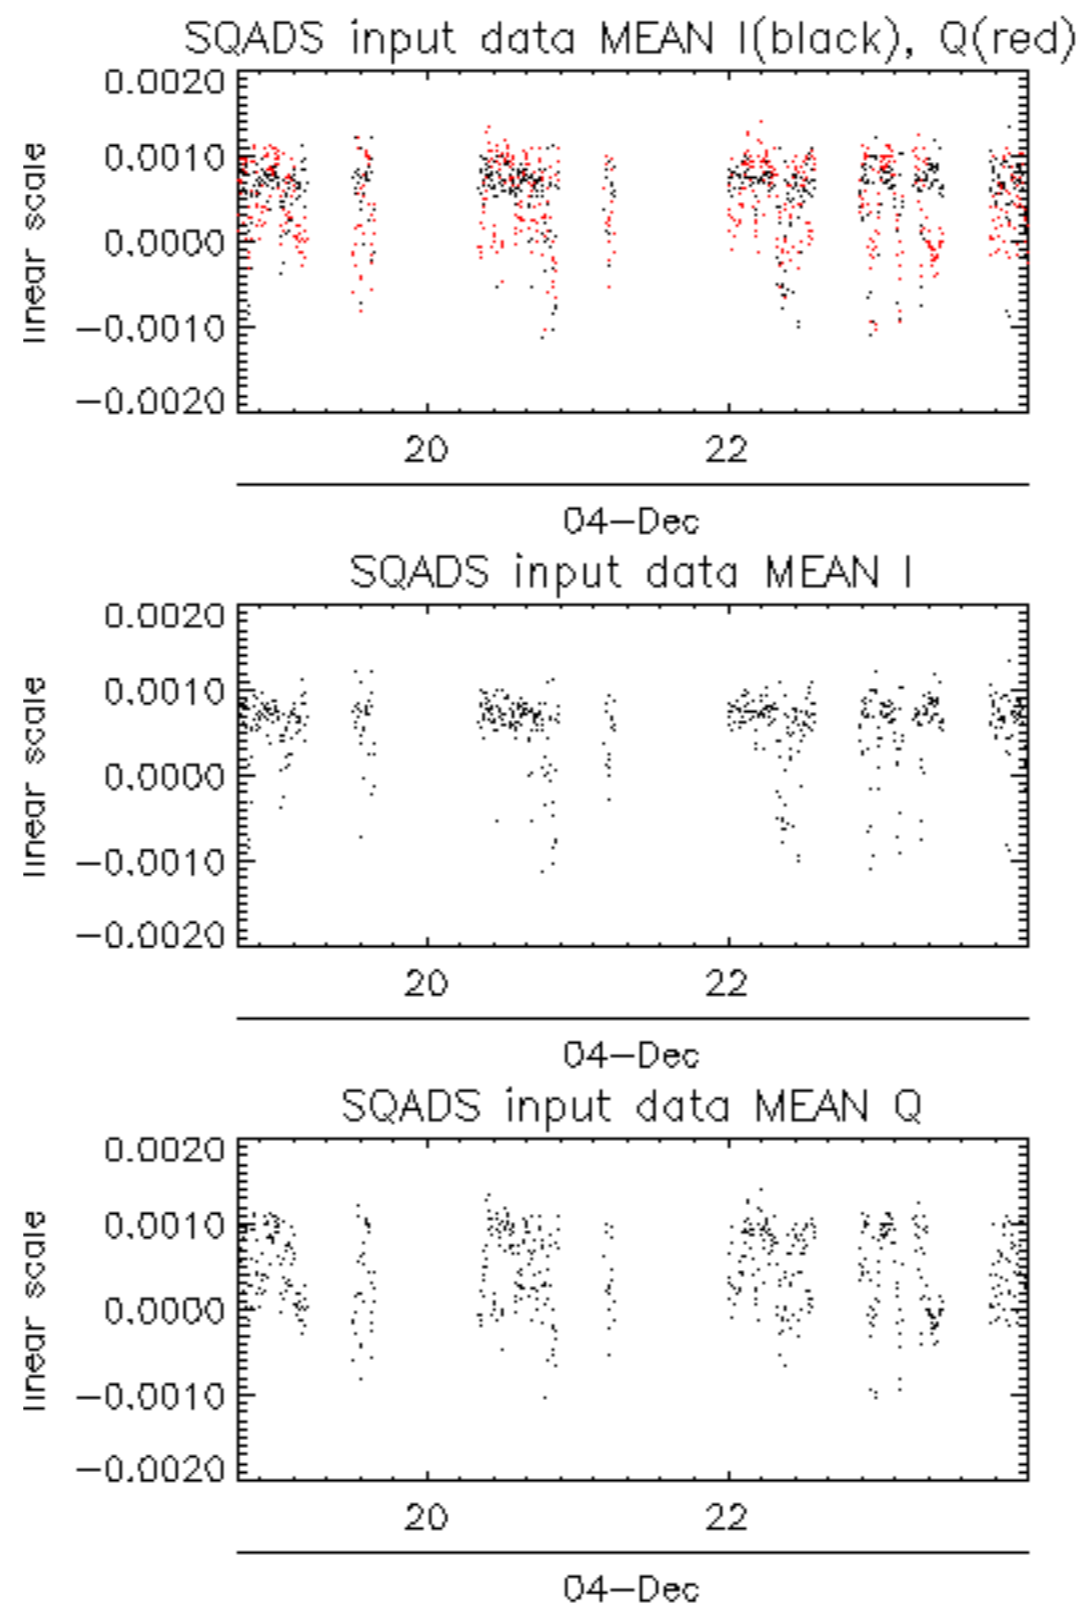 SQADS input data MEAN I(black), Q(red)
0.0020
0.0010
0.0000
−0.0010
−0.0020
linear scale
20 22
04−Dec
SQADS input data MEAN I
0.0020
0.0010
0.0000
−0.0010
−0.0020
linear scale
20 22
04−Dec
SQADS input data MEAN Q
0.0020
0.0010
0.0000
−0.0010
−0.0020
linear scale
20 22
04−Dec